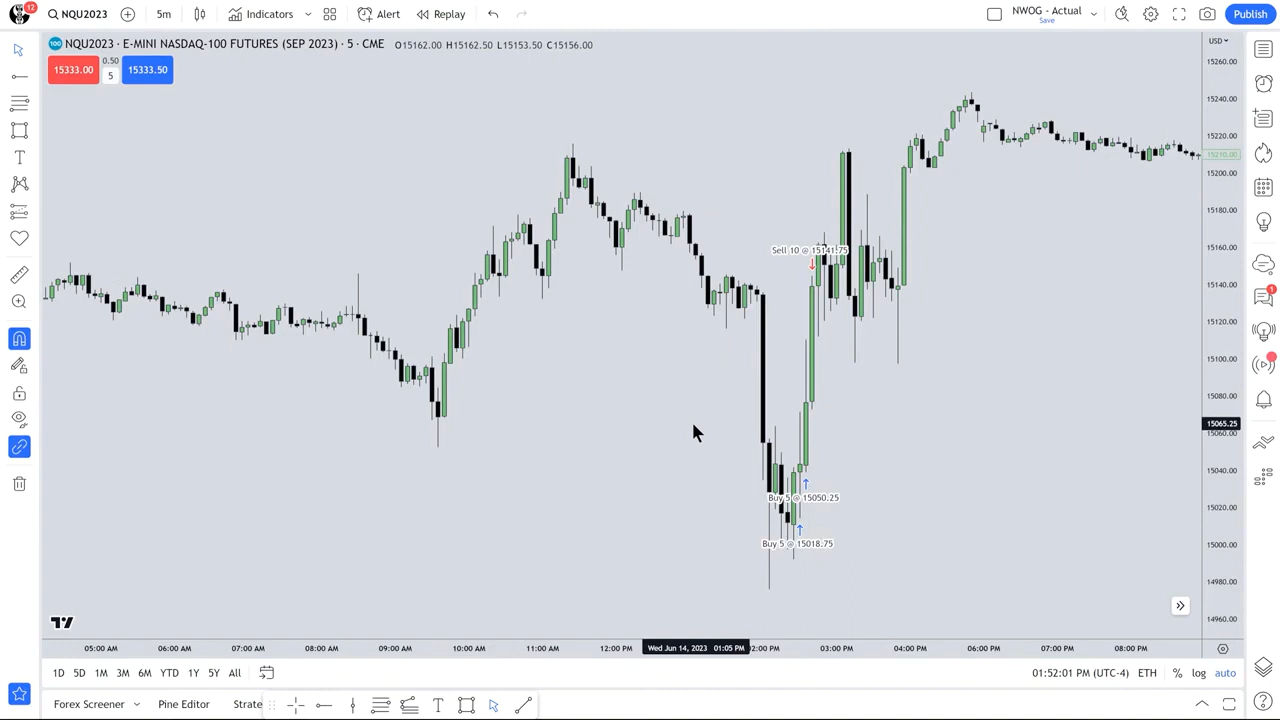 12
NQU2023
5m
Indicators
Alert
Replay
NWOG - Actual
Save
Publish
100
NQU2023 · E-MINI NASDAQ-100 FUTURES (SEP 2023) · 5 · CME
O15162.00 H15162.50 L15153.50
USD
15333.00
0.50
5
15333.50
15260.00
15240.00
15220.00
15210.00
15200.00
15180.00
15160.00
15140.00
15120.00
15100.00
15080.00
15065.25
15060.00
15040.00
15020.00
15000.00
14980.00
14960.00
Sell 10 @ 15141.75
Buy 5 @ 15050.25
Buy 5 @ 15018.75
1
05:00 AM
06:00 AM
07:00 AM
08:00 AM
09:00 AM
10:00 AM
11:00 AM
12:00 PM
Wed Jun 14, 2023 01:05 PM
2:00 PM
03:00 PM
04:00 PM
05:00 PM
06:00 PM
07:00 PM
08:00 PM
1D 5D 1M 3M 6M YTD 1Y 5Y All
01:52:01 PM (UTC-4)
ETH
%
log
auto
Forex Screener
Pine Editor
Strate